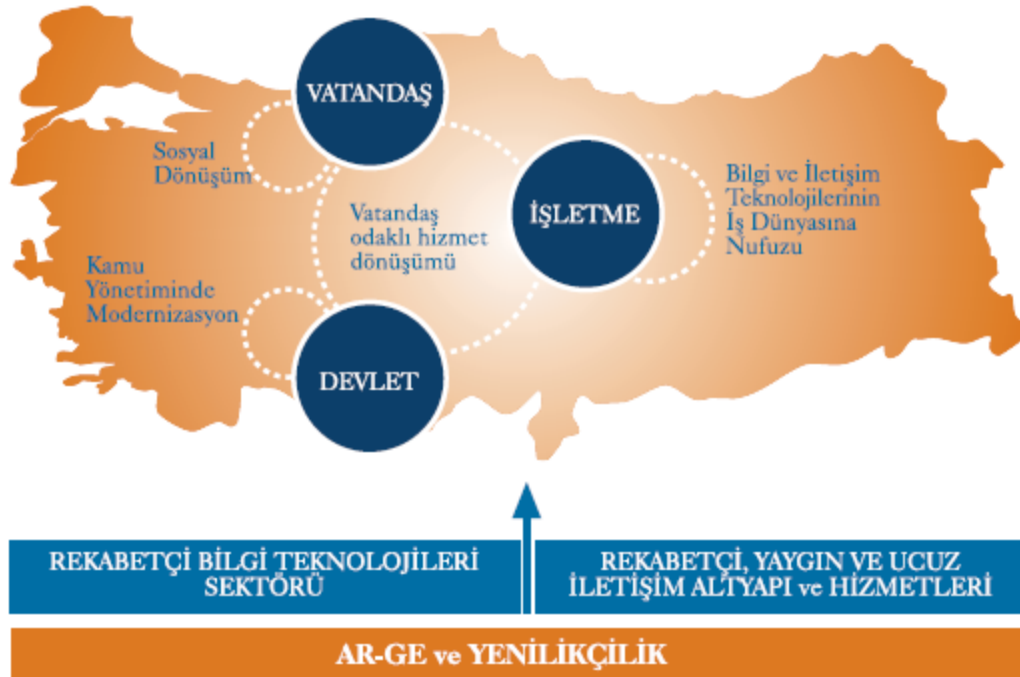 VATANDAŞ
Sosyal
Dönüşüm
Vatandaş
odaklı hizmet
dönüşümü
İŞLETME
Bilgi ve İletişim
Teknolojilerinin
İş Dünyasına
Nufuzu
Kamu
Yönetiminde
Modernizasyon
DEVLET
REKABETÇİ BİLGİ TEKNOLOJİLERİ
SEKTÖRÜ
REKABETÇİ, YAYGIN VE UCUZ
İLETİŞİM ALTYAPI ve HİZMETLERİ
AR-GE ve YENİLİKÇİLİK